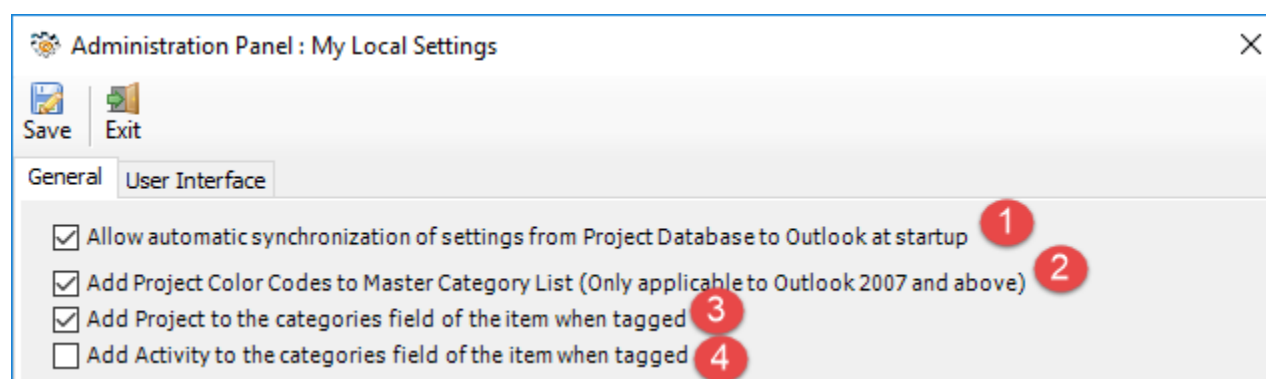 Administration Panel : My Local Settings
Save Exit
General User Interface
Allow automatic synchronization of settings from Project Database to Outlook at startup 1
Add Project Color Codes to Master Category List (Only applicable to Outlook 2007 and above) 2
Add Project to the categories field of the item when tagged 3
Add Activity to the categories field of the item when tagged 4